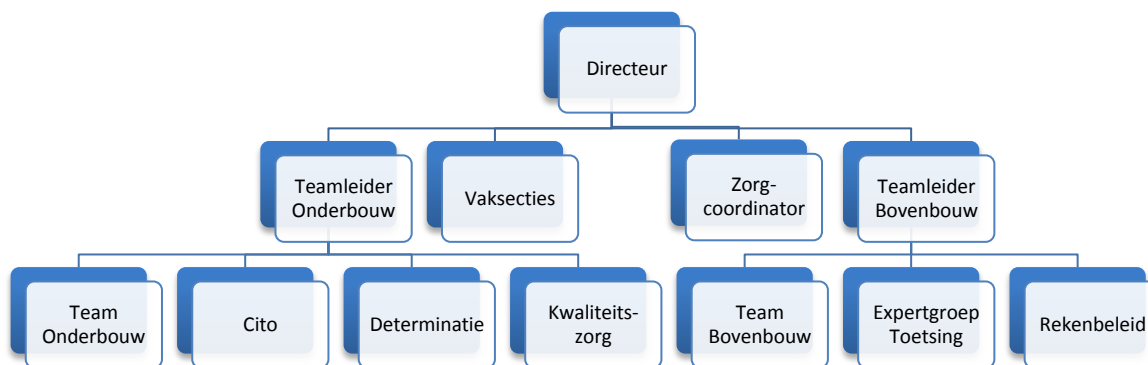 Directeur
Teamleider
Onderbouw
Vaksecties
Zorg-
coordinator
Teamleider
Bovenbouw
Team
Onderbouw
Cito
Determinatie
Kwaliteits-
zorg
Team
Bovenbouw
Expertgroep
Toetsing
Rekenbeleid